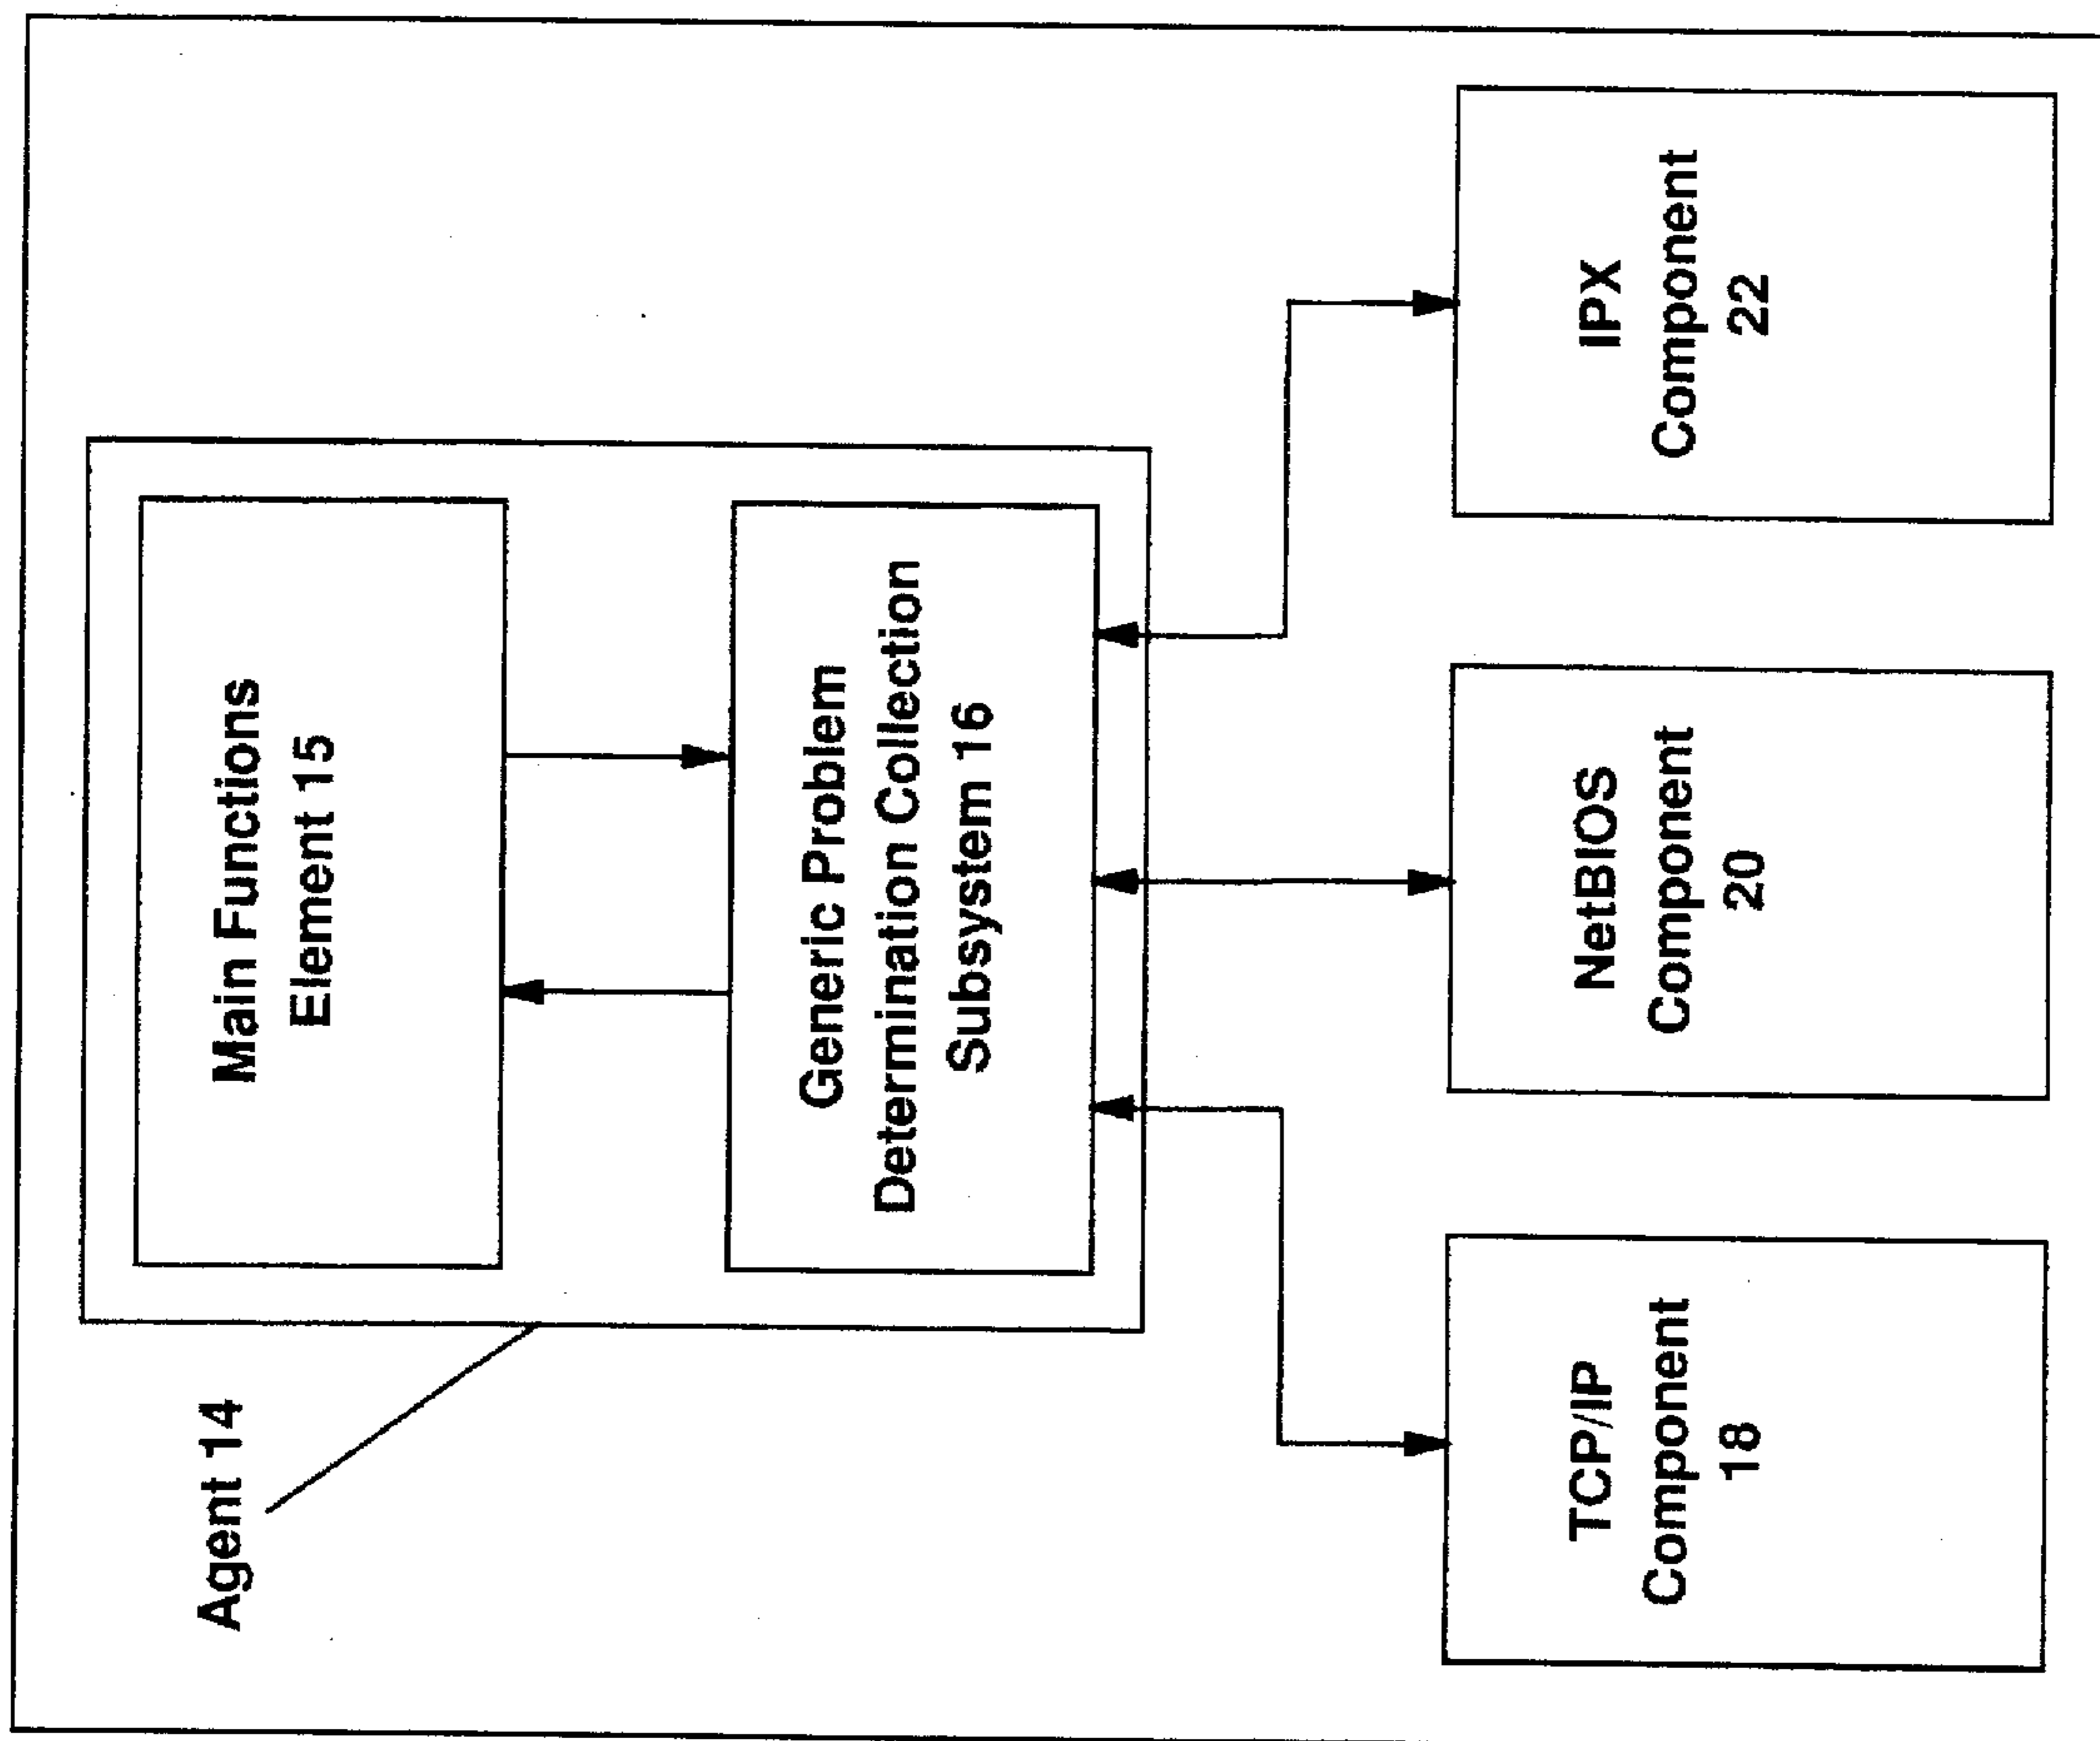 Agent 14
Main Functions
Element 15
Generic Problem
Determination Collection
Subsystem 16
TCP/IP
Component
18
NetBIOS
Component
20
IPX
Component
22